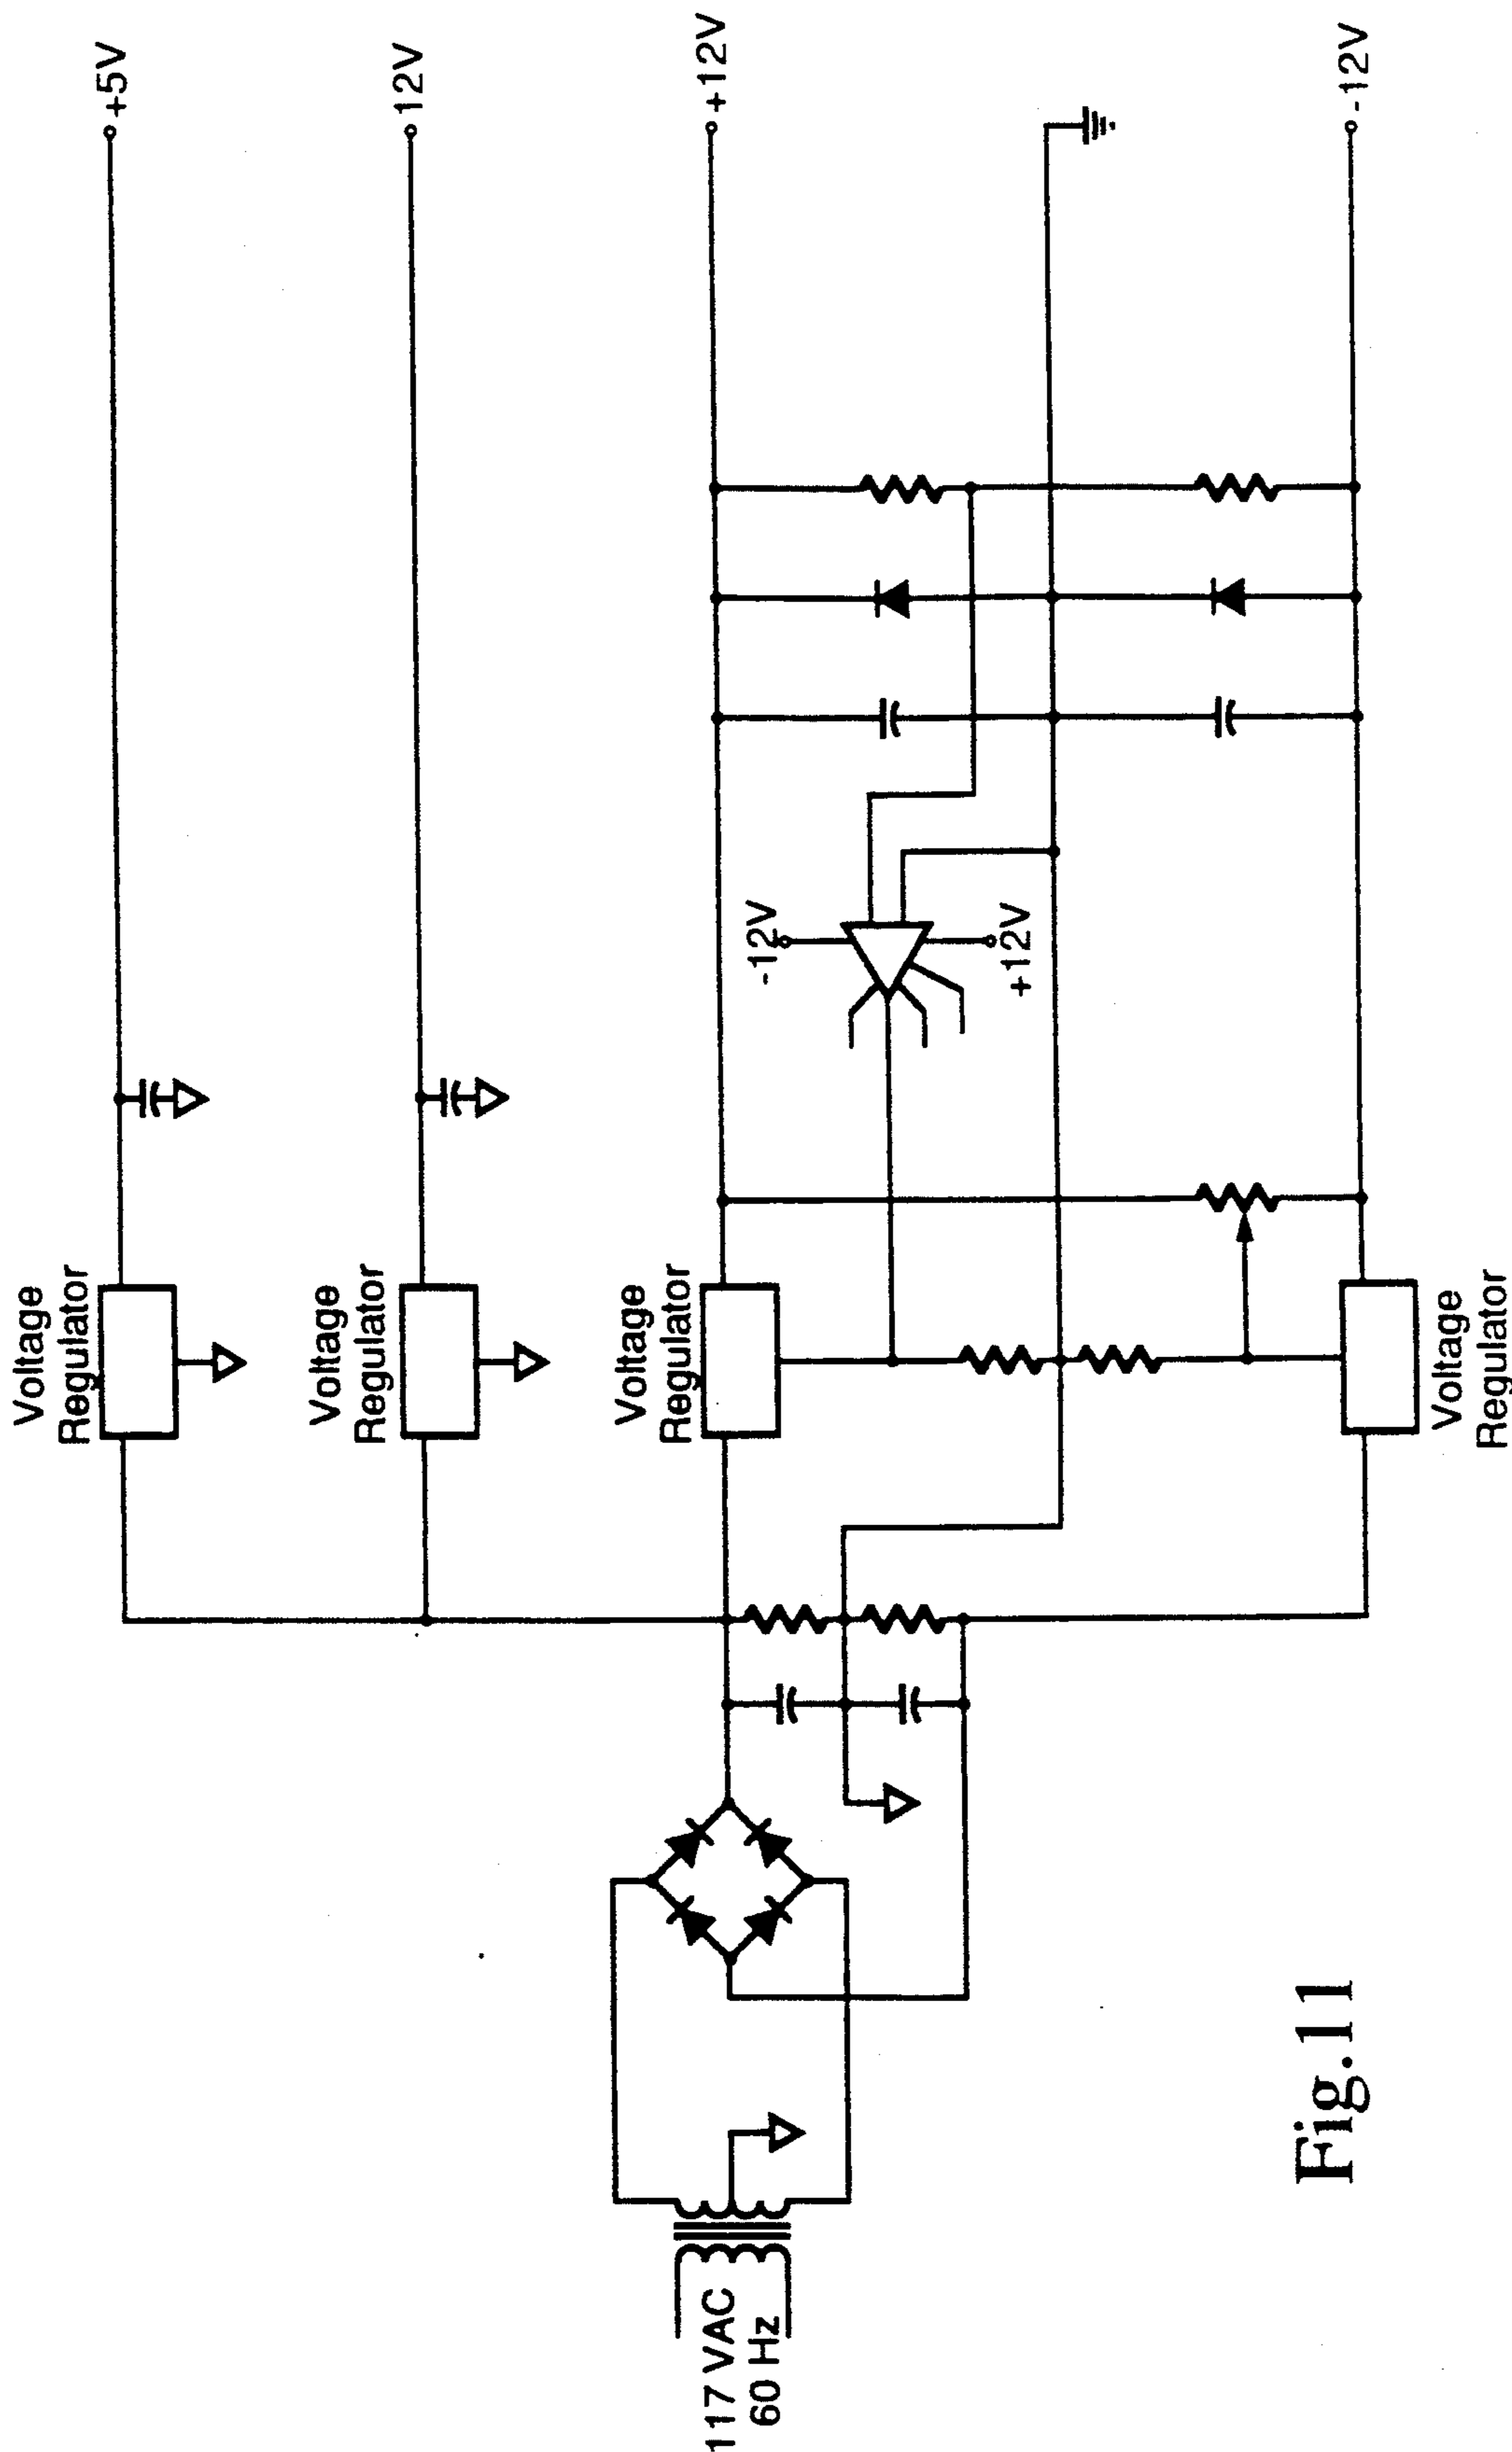 Voltage
Regulator
+5V
Voltage
Regulator
12V
Voltage
Regulator
+12V
-12V
+12V
117 VAC
60 Hz
-12V
Voltage
Regulator
Fig.11